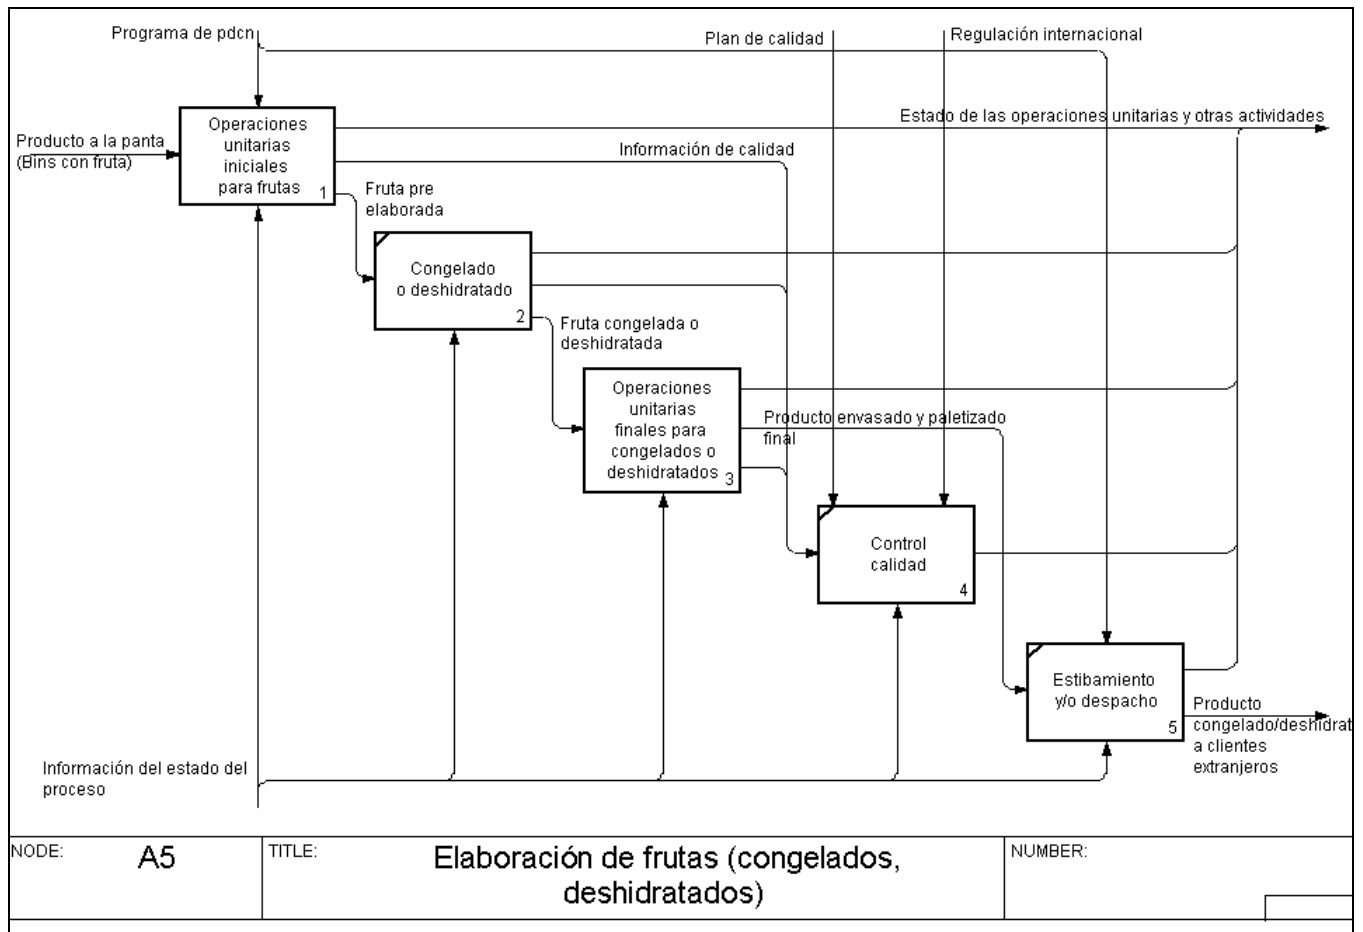 Programa de pdcn
Plan de calidad
Regulación internacional
Estado de las operaciones unitarias y otras actividades
Producto a la panta
(Bins con fruta)
Operaciones
unitarias
iniciales
para frutas
1
Información de calidad
Fruta pre
elaborada
Congelado
o deshidratado
2
Fruta congelada o
deshidratada
Operaciones
unitarias
finales para
congelados o
deshidratados
3
Producto envasado y paletizado
final
Control
calidad
4
Estibamiento
y/o despacho
5
Producto
congelado/deshidrat
a clientes
extranjeros
Información del estado del
proceso
NODE:
A5
TITLE:
Elaboración de frutas (congelados,
deshidratados)
NUMBER: